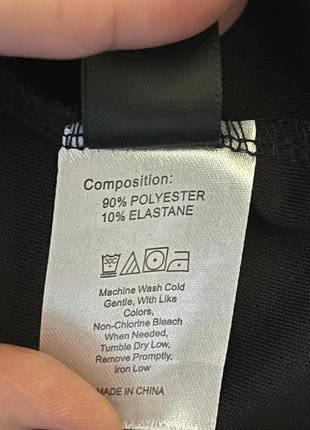 Composition:
90% POLYESTER
10% ELASTANE
30C
Machine Wash Cold
Gentle, With Like
Colors,
Non-Chlorine Bleach
When Needed,
Tumble Dry Low,
Remove Promptly,
Iron Low
MADE IN CHINA